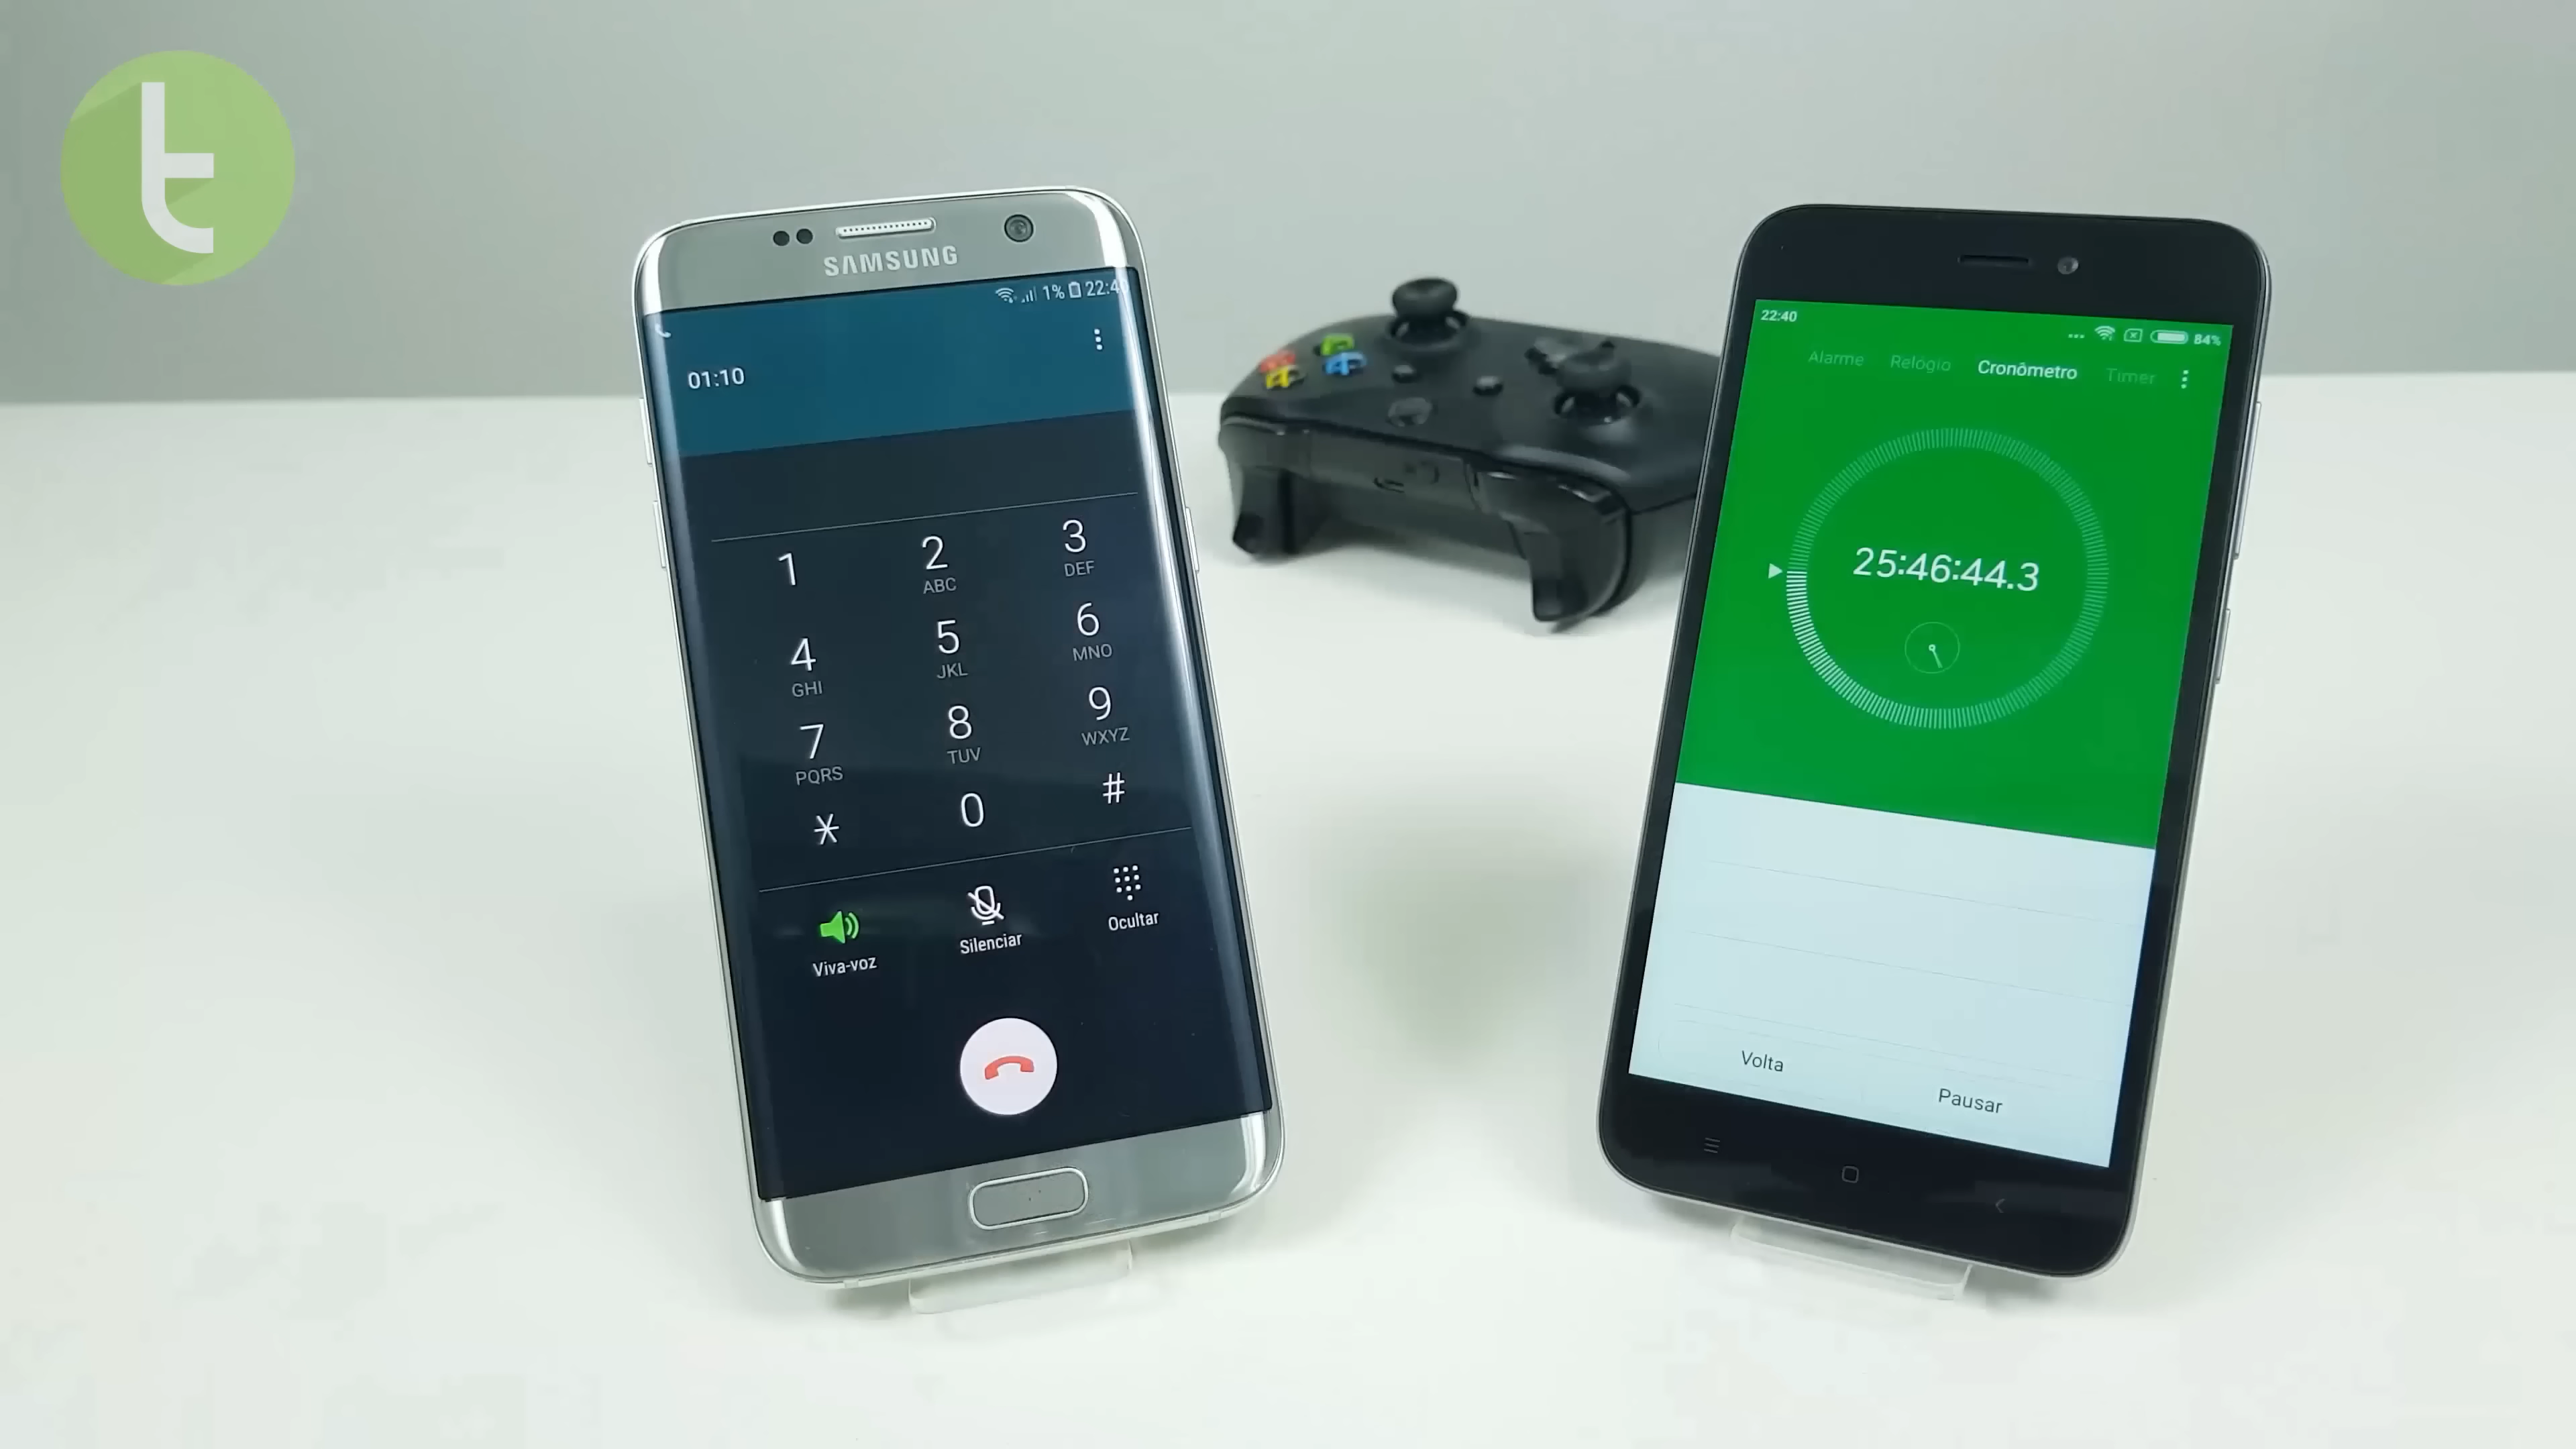 t
SAMSUNG
1% 22:40
01:10
1
2
ABC
3
DEF
4
GHI
5
JKL
6
MNO
7
PQRS
8
TUV
9
WXYZ
*
0
#
Viva-voz
Silenciar
Ocultar
22:40
84%
Alarme Relógio Cronômetro Timer
25:46:44.3
Volta
Pausar